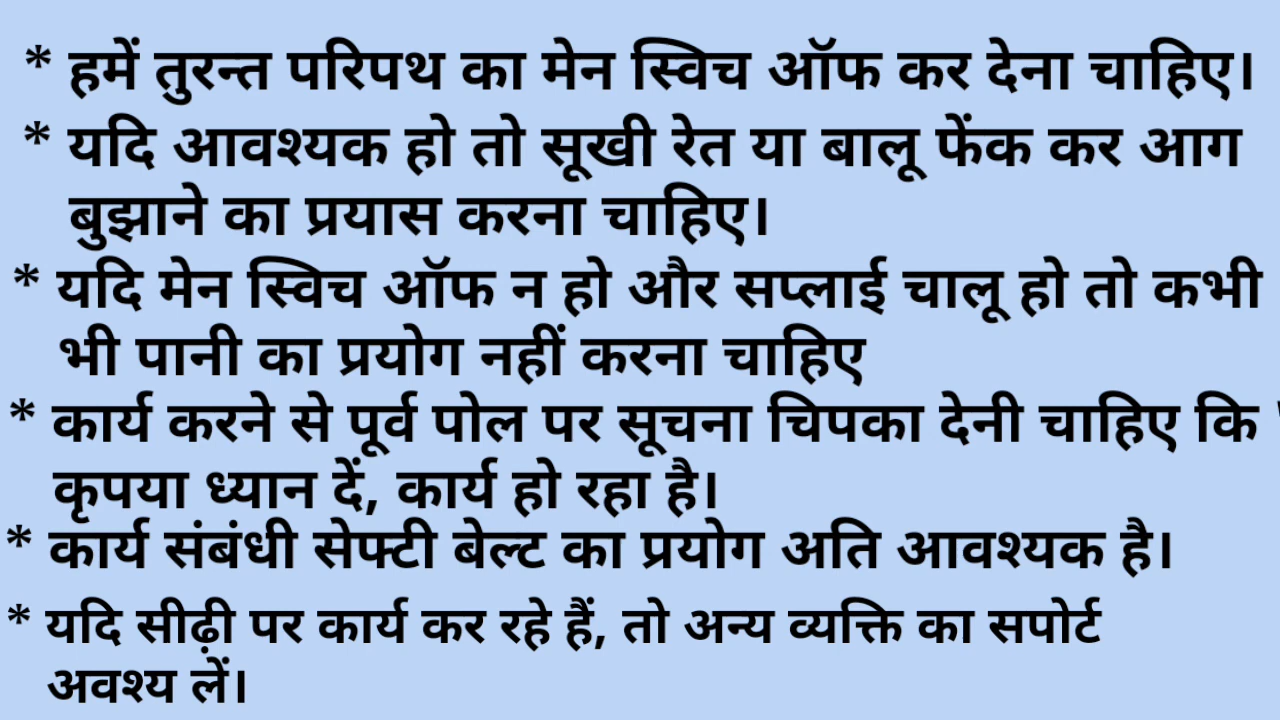 * हमें तुरन्त परिपथ का मेन स्विच ऑफ कर देना चाहिए।
* यदि आवश्यक हो तो सूखी रेत या बालू फेंक कर आग
बुझाने का प्रयास करना चाहिए।
* यदि मेन स्विच ऑफ न हो और सप्लाई चालू हो तो कभी
भी पानी का प्रयोग नहीं करना चाहिए
* कार्य करने से पूर्व पोल पर सूचना चिपका देनी चाहिए कि '
कृपया ध्यान दें, कार्य हो रहा है।
* कार्य संबंधी सेफ्टी बेल्ट का प्रयोग अति आवश्यक है।
* यदि सीढ़ी पर कार्य कर रहे हैं, तो अन्य व्यक्ति का सपोर्ट
अवश्य लें।